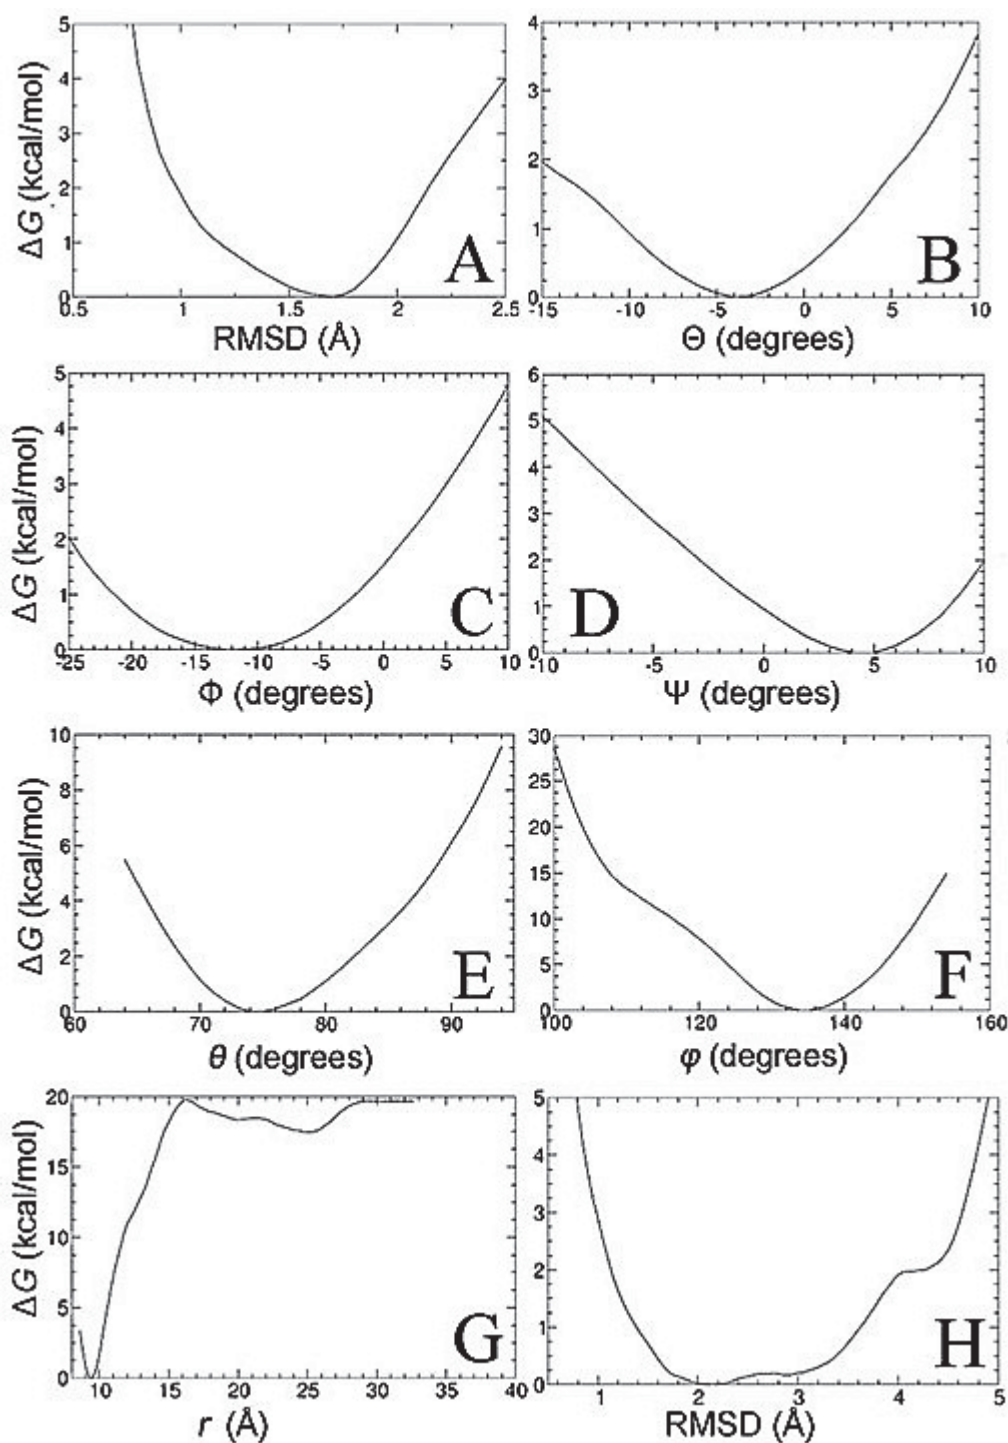 5
4
3
2
1
0
ΔG (kcal/mol)
0.5 1 1.5 2 2.5
RMSD (Å)
A
4
3
2
1
0
-15 -10 -5 0 5 10
Θ (degrees)
B
5
4
3
2
1
0
ΔG (kcal/mol)
-25 -20 -15 -10 -5 0 5 10
Φ (degrees)
C
6
5
4
3
2
1
0
-10 -5 0 5 10
Ψ (degrees)
D
10
8
6
4
2
0
ΔG (kcal/mol)
60 70 80 90
θ (degrees)
E
30
25
20
15
10
5
0
100 120 140 160
φ (degrees)
F
20
15
10
5
0
ΔG (kcal/mol)
10 15 20 25 30 35 40
r (Å)
G
5
4
3
2
1
0
1 2 3 4 5
RMSD (Å)
H